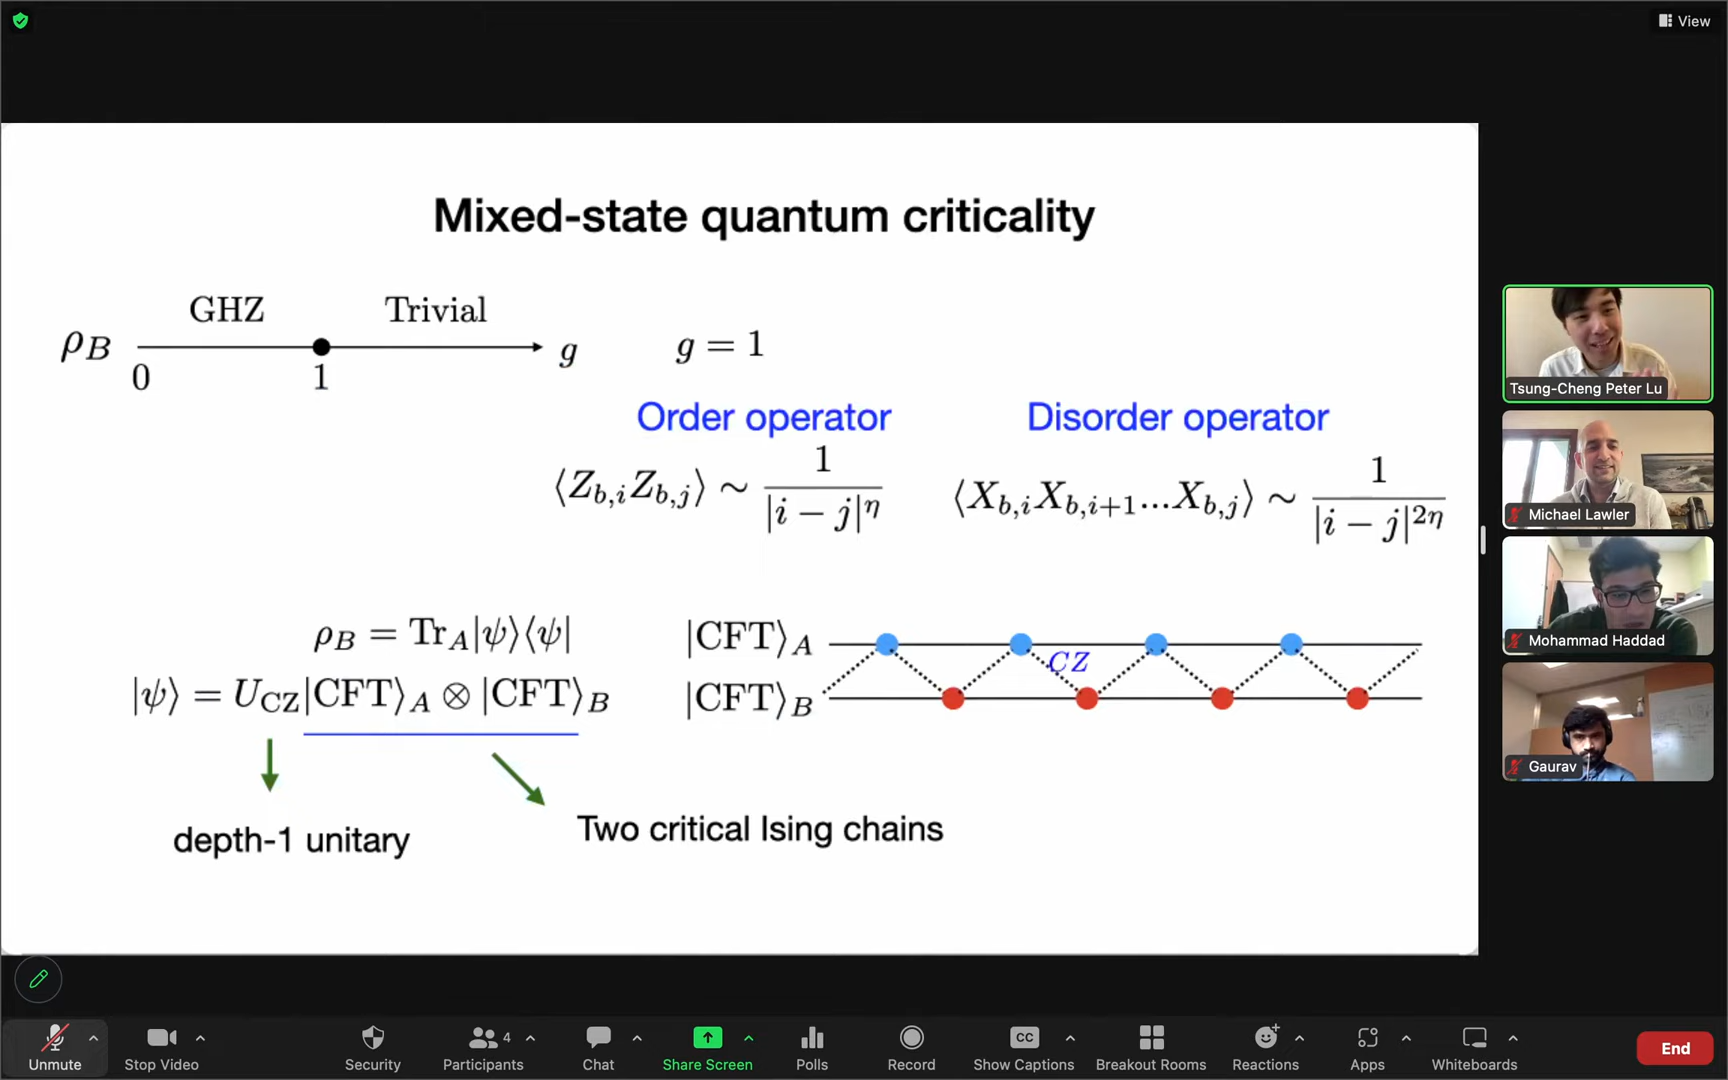 View
Mixed-state quantum criticality
GHZ Trivial
ρ_B g g = 1
0 1
Order operator Disorder operator
⟨Z_{b,i}Z_{b,j}⟩ ∼ 1/|i − j|^η ⟨X_{b,i}X_{b,i+1}...X_{b,j}⟩ ∼ 1/|i − j|^{2η}
ρ_B = Tr_A|ψ⟩⟨ψ| |CFT⟩_A
CZ
|ψ⟩ = U_CZ|CFT⟩_A ⊗ |CFT⟩_B |CFT⟩_B
depth-1 unitary Two critical Ising chains
Tsung-Cheng Peter Lu
Michael Lawler
Mohammad Haddad
Gaurav
4
CC
Unmute Stop Video Security Participants Chat Share Screen Polls Record Show Captions Breakout Rooms Reactions Apps Whiteboards End